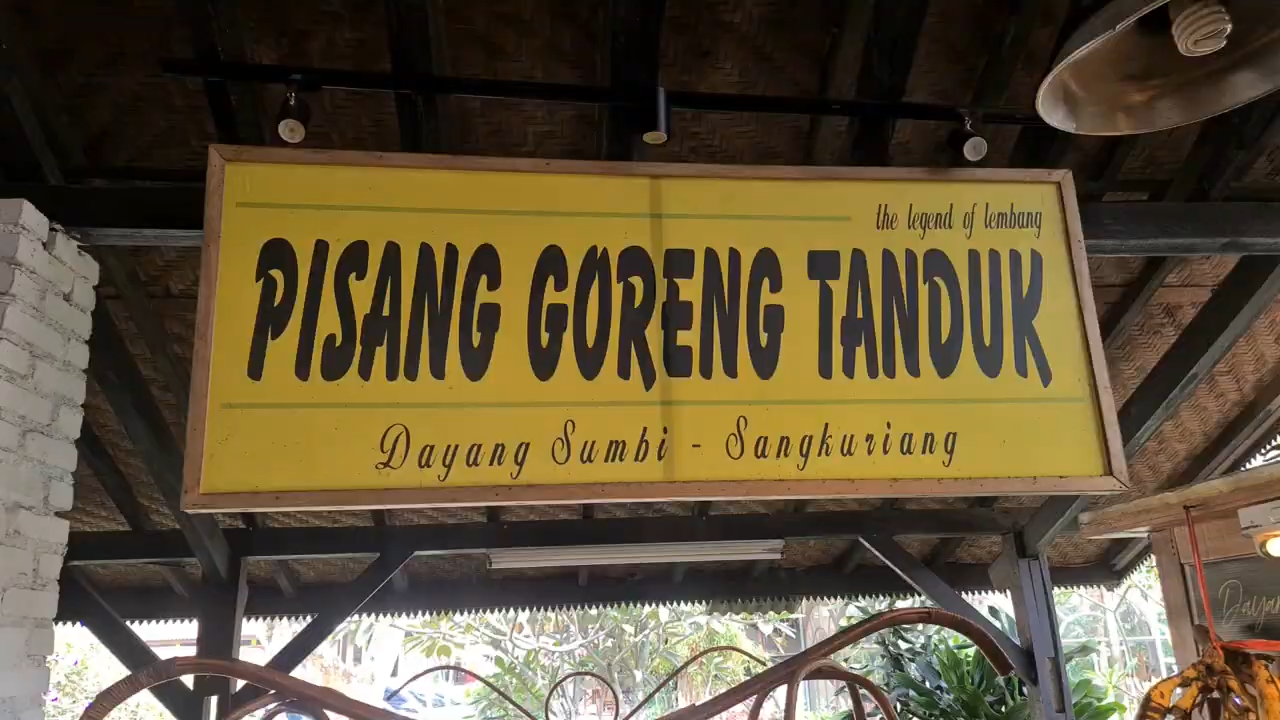 the legend of lembang
PISANG GORENG TANDUK
Dayang Sumbi - Sangkuriang